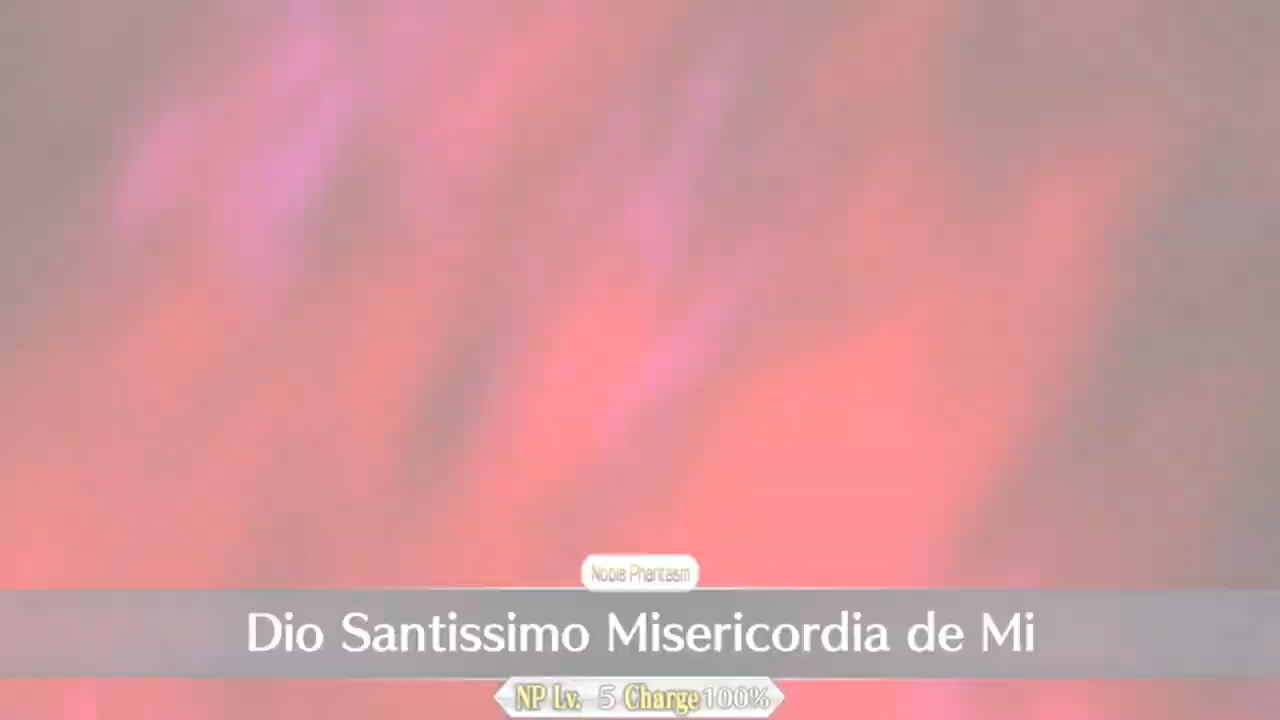 Noble Phantasm
Dio Santissimo Misericordia de Mi
NP Lv. 5 Charge 100%